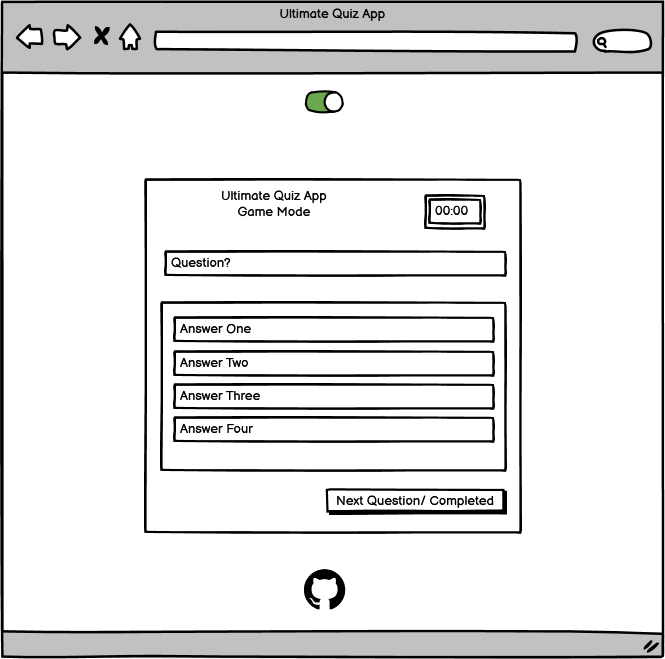 Ultimate Quiz App
Ultimate Quiz App
Game Mode
00:00
Question?
Answer One
Answer Two
Answer Three
Answer Four
Next Question/ Completed